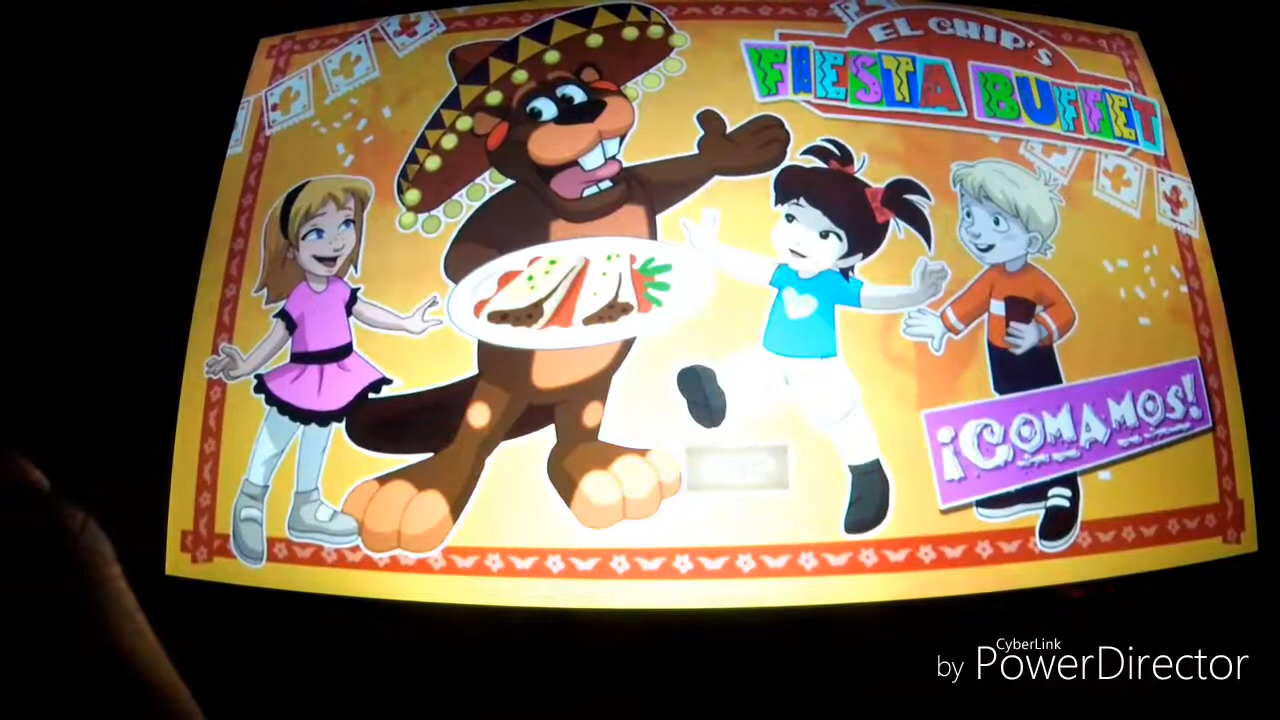 EL CHIP'S
FIESTA BUFFET
¡COMAMOS!
CyberLink
by PowerDirector